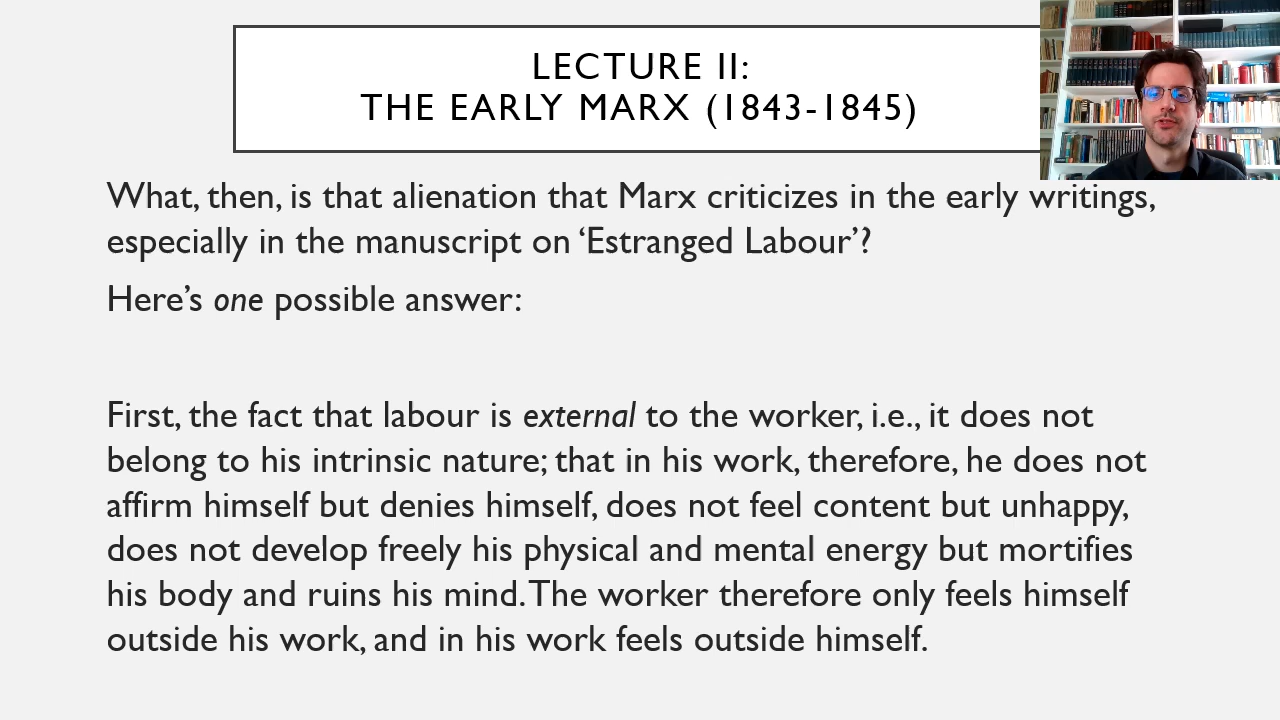 LECTURE II:
THE EARLY MARX (1843-1845)
What, then, is that alienation that Marx criticizes in the early writings,
especially in the manuscript on ‘Estranged Labour’?
Here’s one possible answer:
First, the fact that labour is external to the worker, i.e., it does not
belong to his intrinsic nature; that in his work, therefore, he does not
affirm himself but denies himself, does not feel content but unhappy,
does not develop freely his physical and mental energy but mortifies
his body and ruins his mind. The worker therefore only feels himself
outside his work, and in his work feels outside himself.